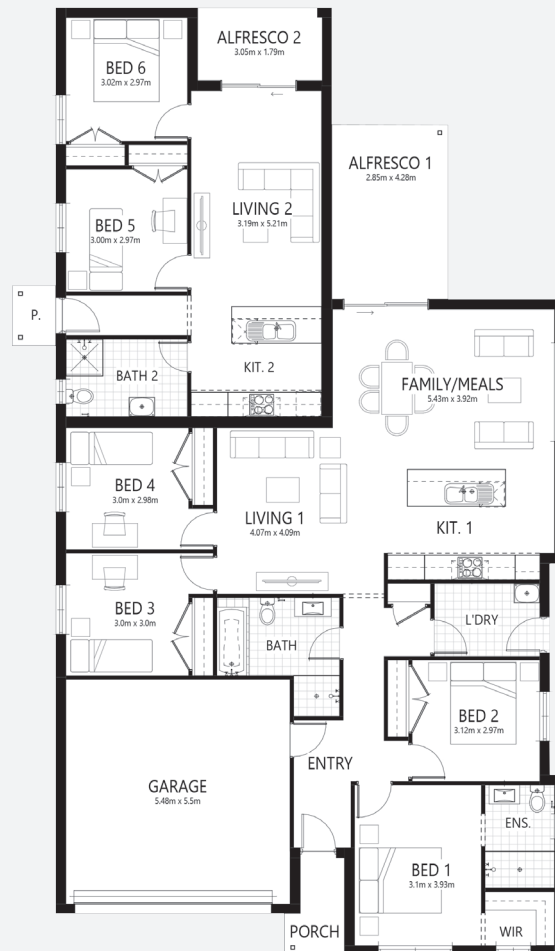 ALFRESCO 2
3.05m x 1.79m
BED 6
3.02m x 2.97m
ALFRESCO 1
2.85m x 4.28m
LIVING 2
3.19m x 5.21m
BED 5
3.00m x 2.97m
P.
KIT. 2
BATH 2
FAMILY/MEALS
5.43m x 3.92m
BED 4
3.0m x 2.98m
LIVING 1
4.07m x 4.09m
KIT. 1
BED 3
3.0m x 3.0m
BATH
L'DRY
BED 2
3.12m x 2.97m
ENTRY
GARAGE
5.48m x 5.5m
ENS.
BED 1
3.1m x 3.93m
PORCH
WIR